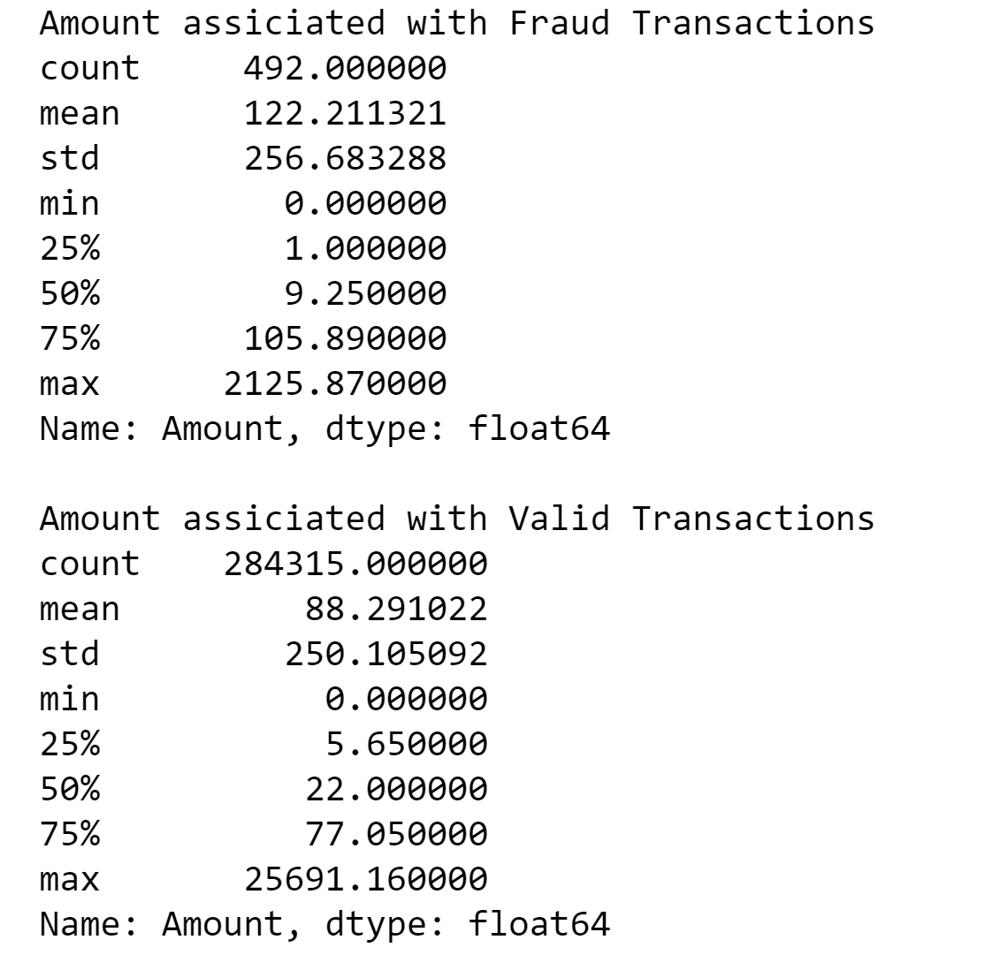 Amount assiciated with Fraud Transactions
count 492.000000
mean 122.211321
std 256.683288
min 0.000000
25% 1.000000
50% 9.250000
75% 105.890000
max 2125.870000
Name: Amount, dtype: float64
Amount assiciated with Valid Transactions
count 284315.000000
mean 88.291022
std 250.105092
min 0.000000
25% 5.650000
50% 22.000000
75% 77.050000
max 25691.160000
Name: Amount, dtype: float64